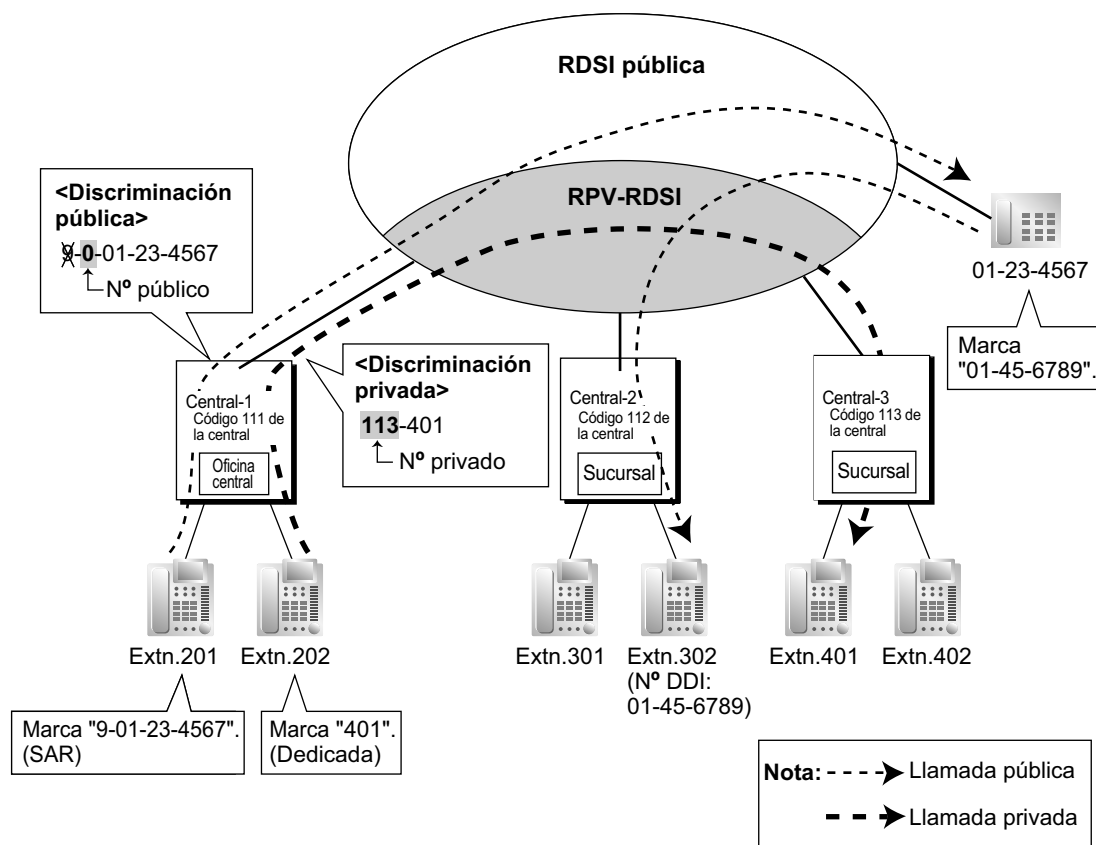 RDSI pública
RPV-RDSI
<Discriminación
pública>
9-0-01-23-4567
Nº público
01-23-4567
Marca
"01-45-6789".
<Discriminación
privada>
113-401
Nº privado
Central-1
Código 111 de
la central
Oficina
central
Central-2
Código 112 de
la central
Sucursal
Central-3
Código 113 de
la central
Sucursal
Extn.201
Extn.202
Extn.301
Extn.302
(Nº DDI:
01-45-6789)
Extn.401
Extn.402
Marca "9-01-23-4567".
(SAR)
Marca "401".
(Dedicada)
Nota:
Llamada pública
Llamada privada